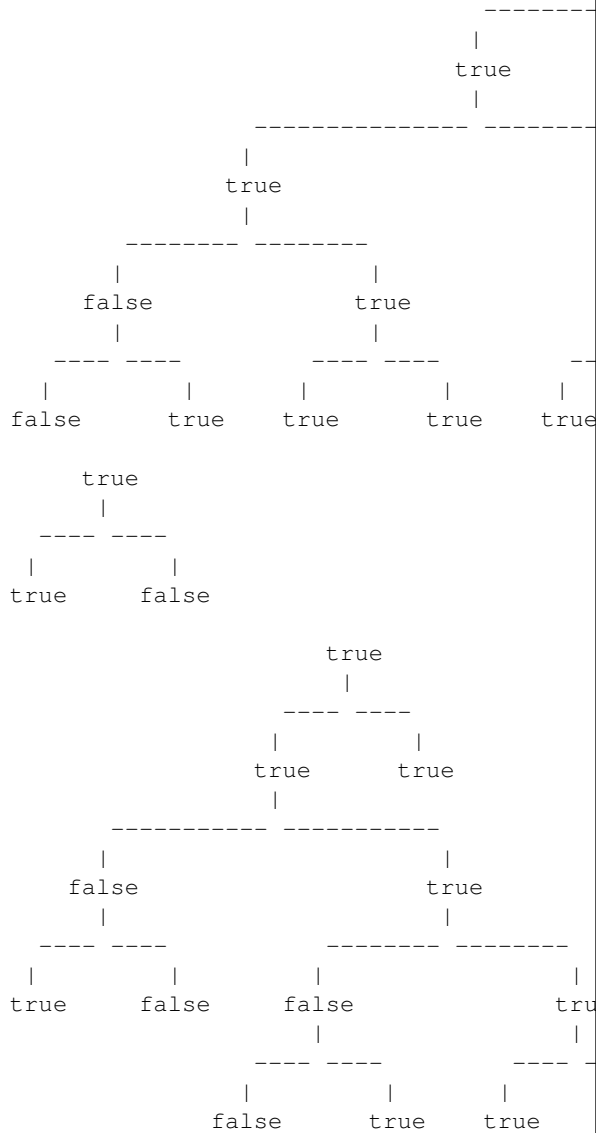 --------
|
true
|
--------------- --------
|
true
|
-------- --------
| |
false true
| |
---- ---- ---- ---- --
| | | | |
false true true true true
true
|
---- ----
| |
true false
true
|
---- ----
| |
true true
|
----------- -----------
| |
false true
| |
---- ---- -------- --------
| | | |
true false false tru
| |
---- ---- ---- -
| | |
false true true